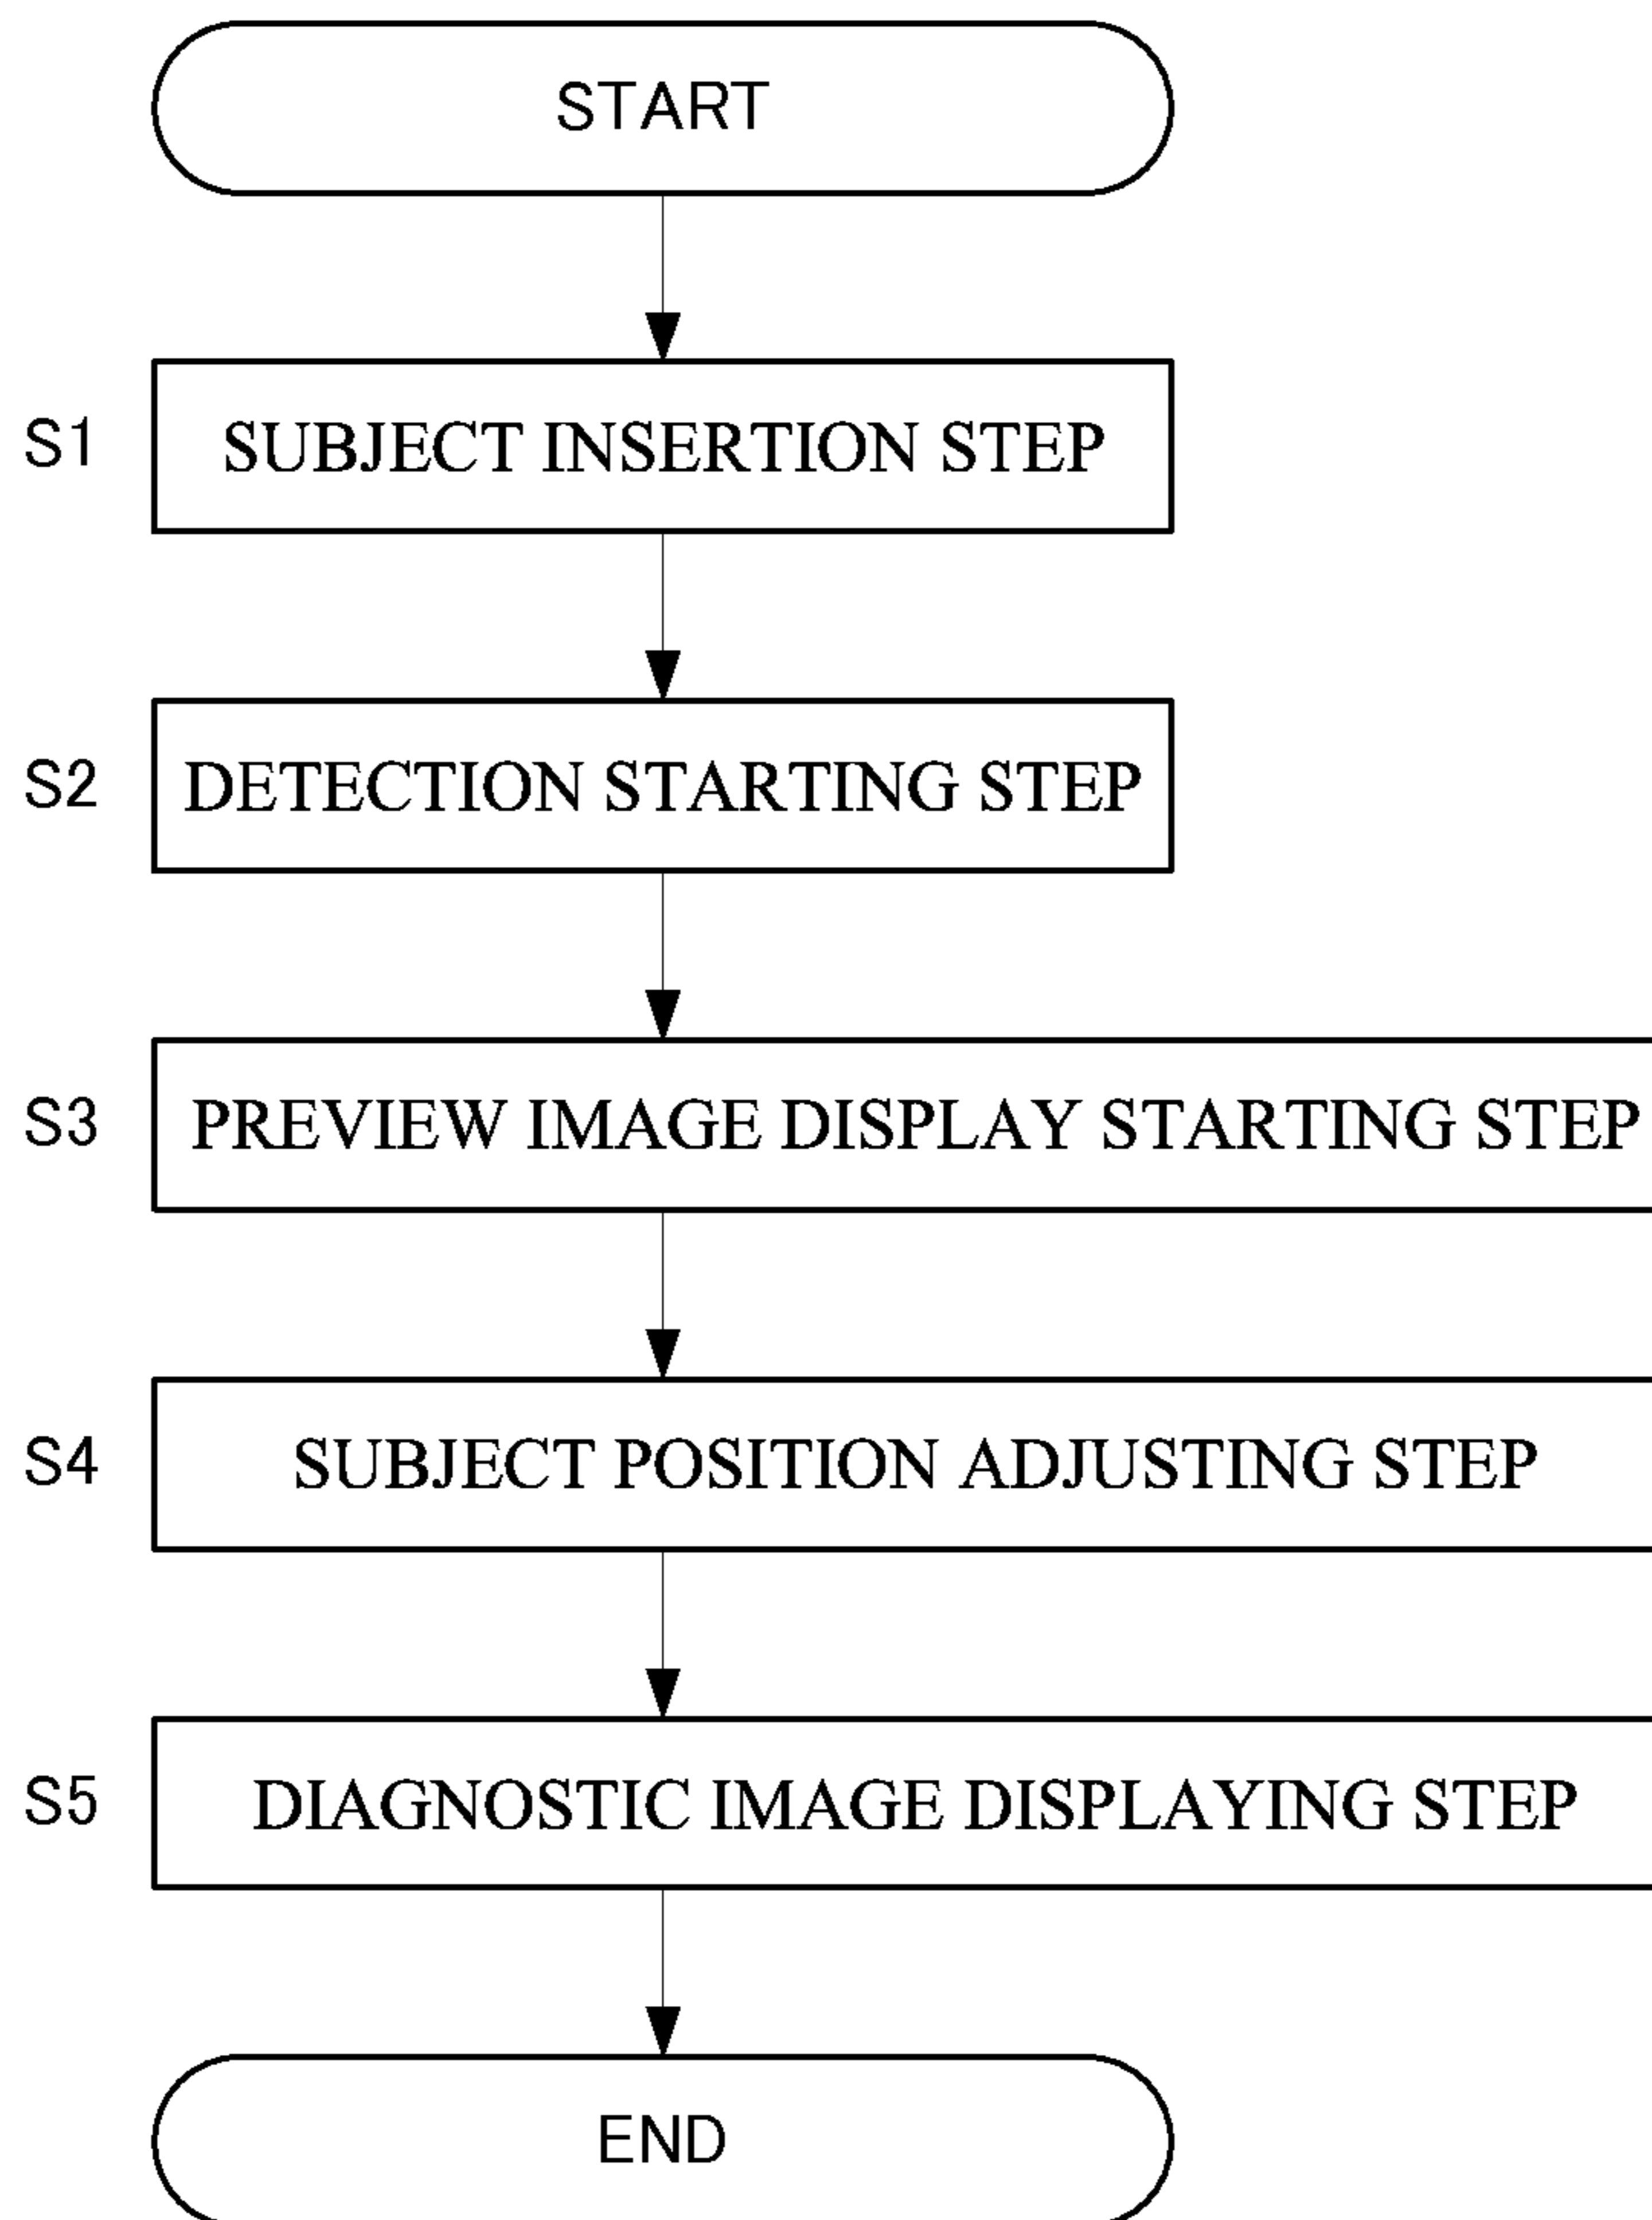 START
S1 SUBJECT INSERTION STEP
S2 DETECTION STARTING STEP
S3 PREVIEW IMAGE DISPLAY STARTING STEP
S4 SUBJECT POSITION ADJUSTING STEP
S5 DIAGNOSTIC IMAGE DISPLAYING STEP
END